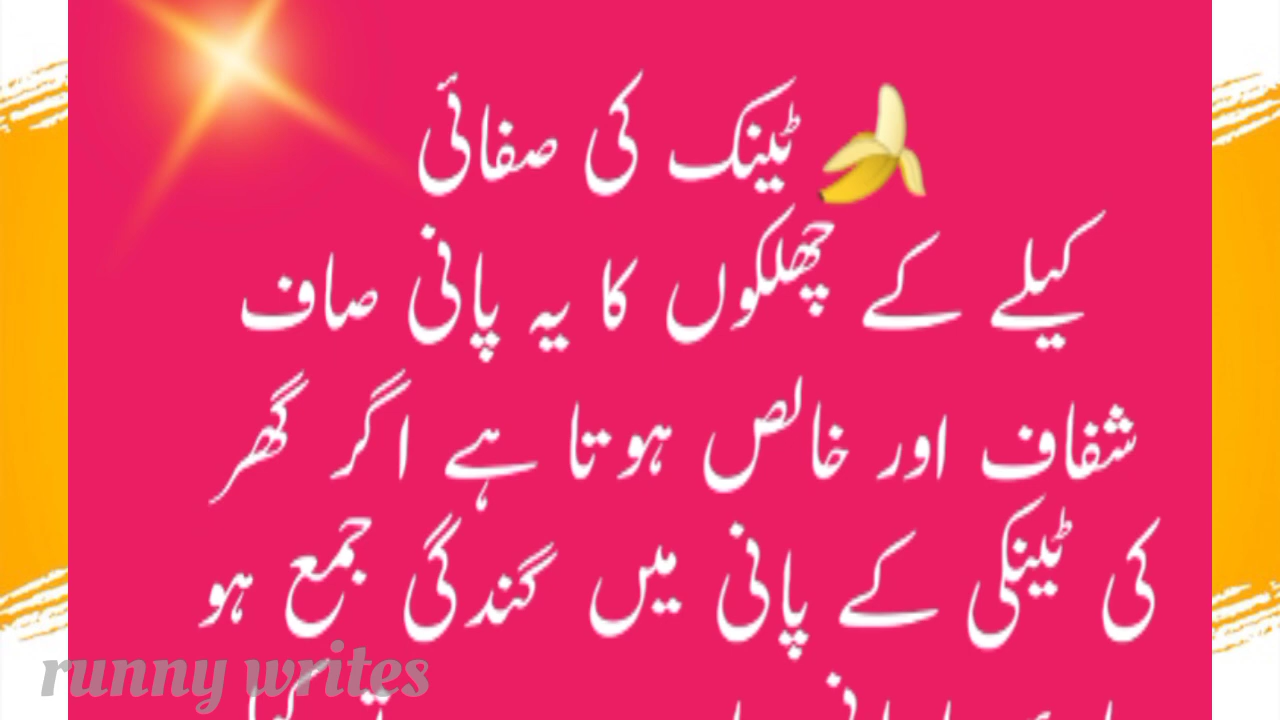 🍌 ٹینک کی صفائی
کیلے کے چھلکوں کا یہ پانی صاف
شفاف اور خالص ہوتا ہے اگر گھر
کی ٹینکی کے پانی میں گندگی جمع ہو
runny writes